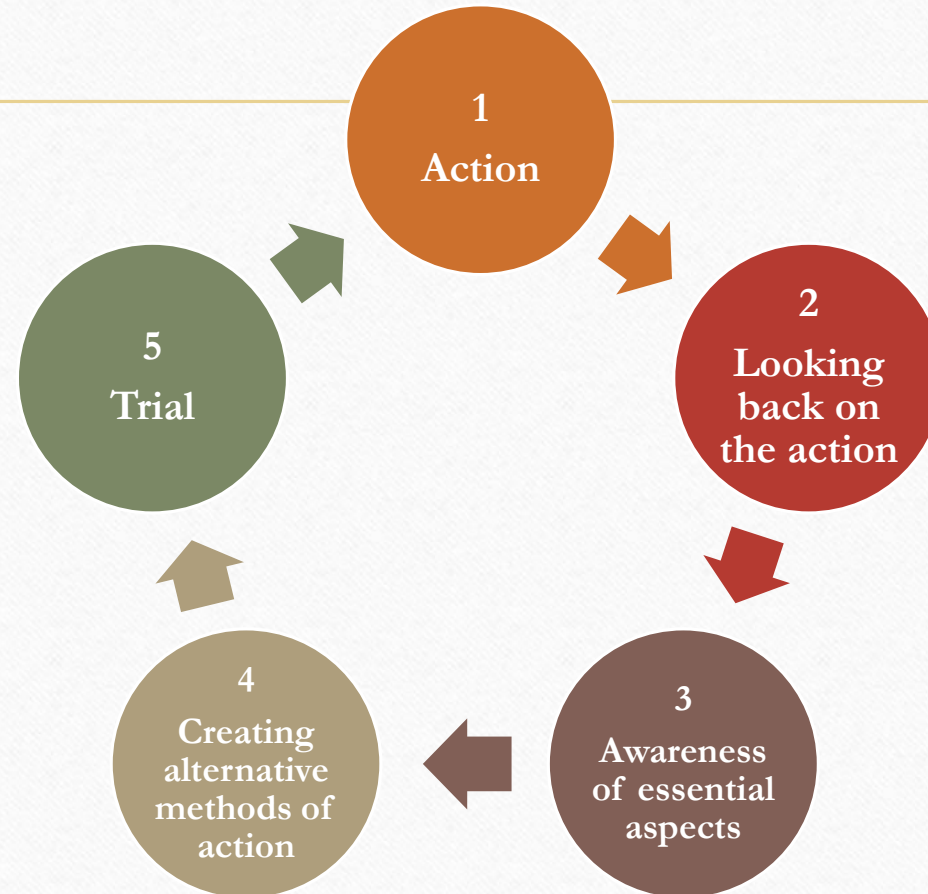 1
Action
2
Looking
back on
the action
3
Awareness
of essential
aspects
4
Creating
alternative
methods of
action
5
Trial